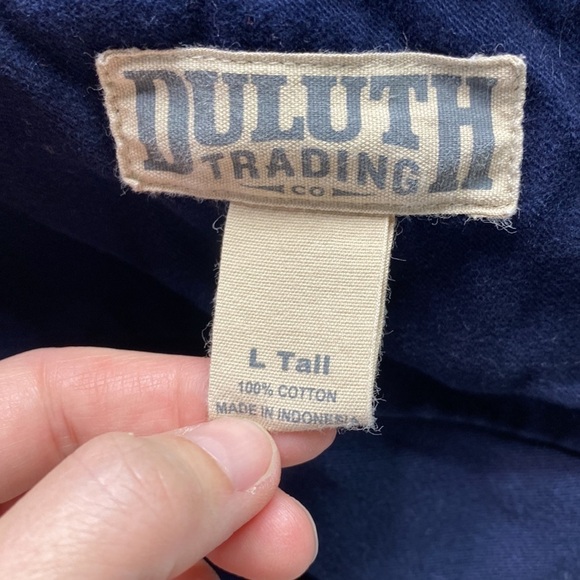 DULUTH
TRADING
CO
L Tall
100% COTTON
MADE IN INDONESIA